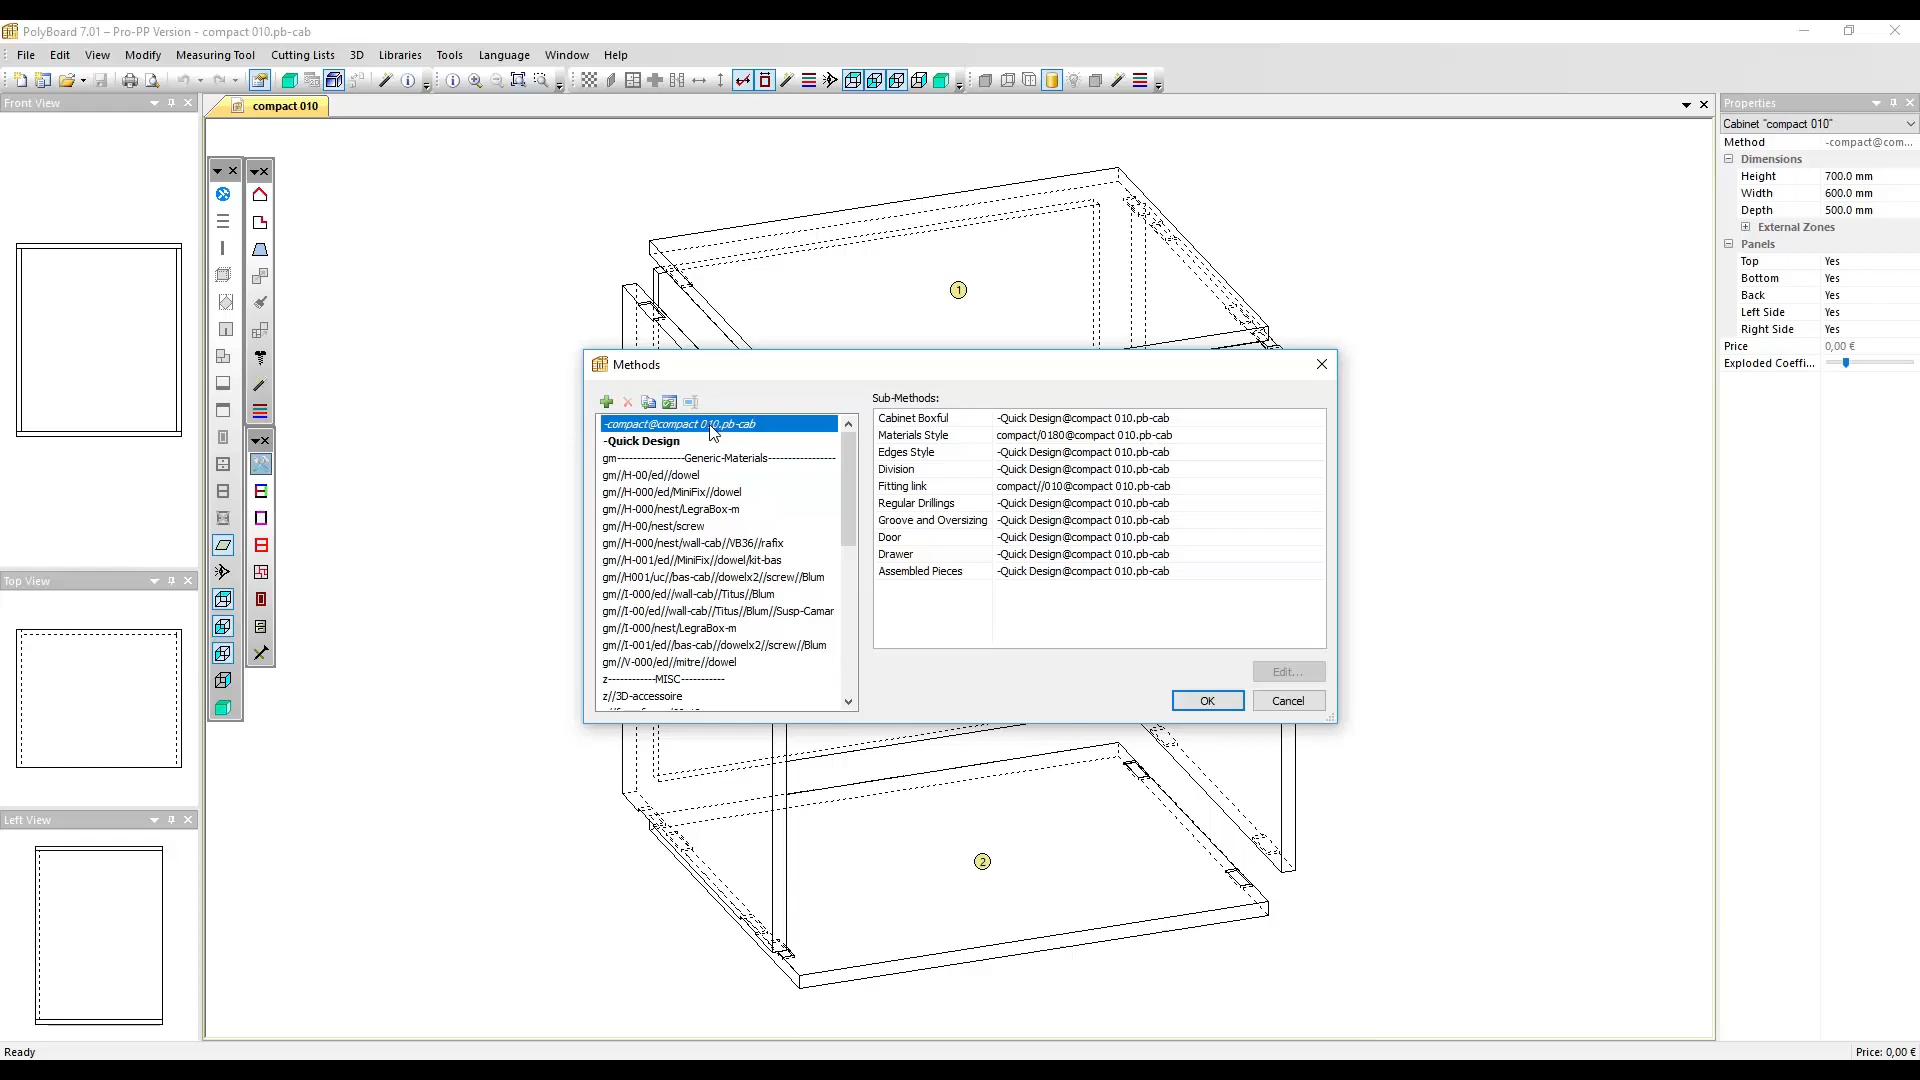 PolyBoard 7.01 – Pro-PP Version - compact 010.pb-cab
File Edit View Modify Measuring Tool Cutting Lists 3D Libraries Tools Language Window Help
Front View
compact 010
Properties
Cabinet "compact 010"
Method -compact@com...
Dimensions
Height 700.0 mm
Width 600.0 mm
Depth 500.0 mm
External Zones
Panels
Top Yes
Bottom Yes
Back Yes
Left Side Yes
Right Side Yes
Price 0,00 €
Exploded Coeffi...
1
Methods
Sub-Methods:
-compact@compact 010.pb-cab
-Quick Design
gm-----------------Generic-Materials-----------------
gm//H-00/ed//dowel
gm//H-000/ed/MiniFix//dowel
gm//H-000/nest/LegraBox-m
gm//H-00/nest/screw
gm//H-000/nest/wall-cab//VB36//rafix
gm//H-001/ed//MiniFix//dowel/kit-bas
gm//H001/uc//bas-cab//dowelx2//screw//Blum
gm//I-000/ed//wall-cab//Titus//Blum
gm//I-00/ed//wall-cab//Titus//Blum//Susp-Camar
gm//I-000/nest/LegraBox-m
gm//I-001/ed//bas-cab//dowelx2//screw//Blum
gm//V-000/ed//mitre//dowel
z------------MISC-----------
z//3D-accessoire
Cabinet Boxful -Quick Design@compact 010.pb-cab
Materials Style compact/0180@compact 010.pb-cab
Edges Style -Quick Design@compact 010.pb-cab
Division -Quick Design@compact 010.pb-cab
Fitting link compact//010@compact 010.pb-cab
Regular Drillings -Quick Design@compact 010.pb-cab
Groove and Oversizing -Quick Design@compact 010.pb-cab
Door -Quick Design@compact 010.pb-cab
Drawer -Quick Design@compact 010.pb-cab
Assembled Pieces -Quick Design@compact 010.pb-cab
Edit...
OK Cancel
Top View
Left View
2
Ready
Price: 0,00 €